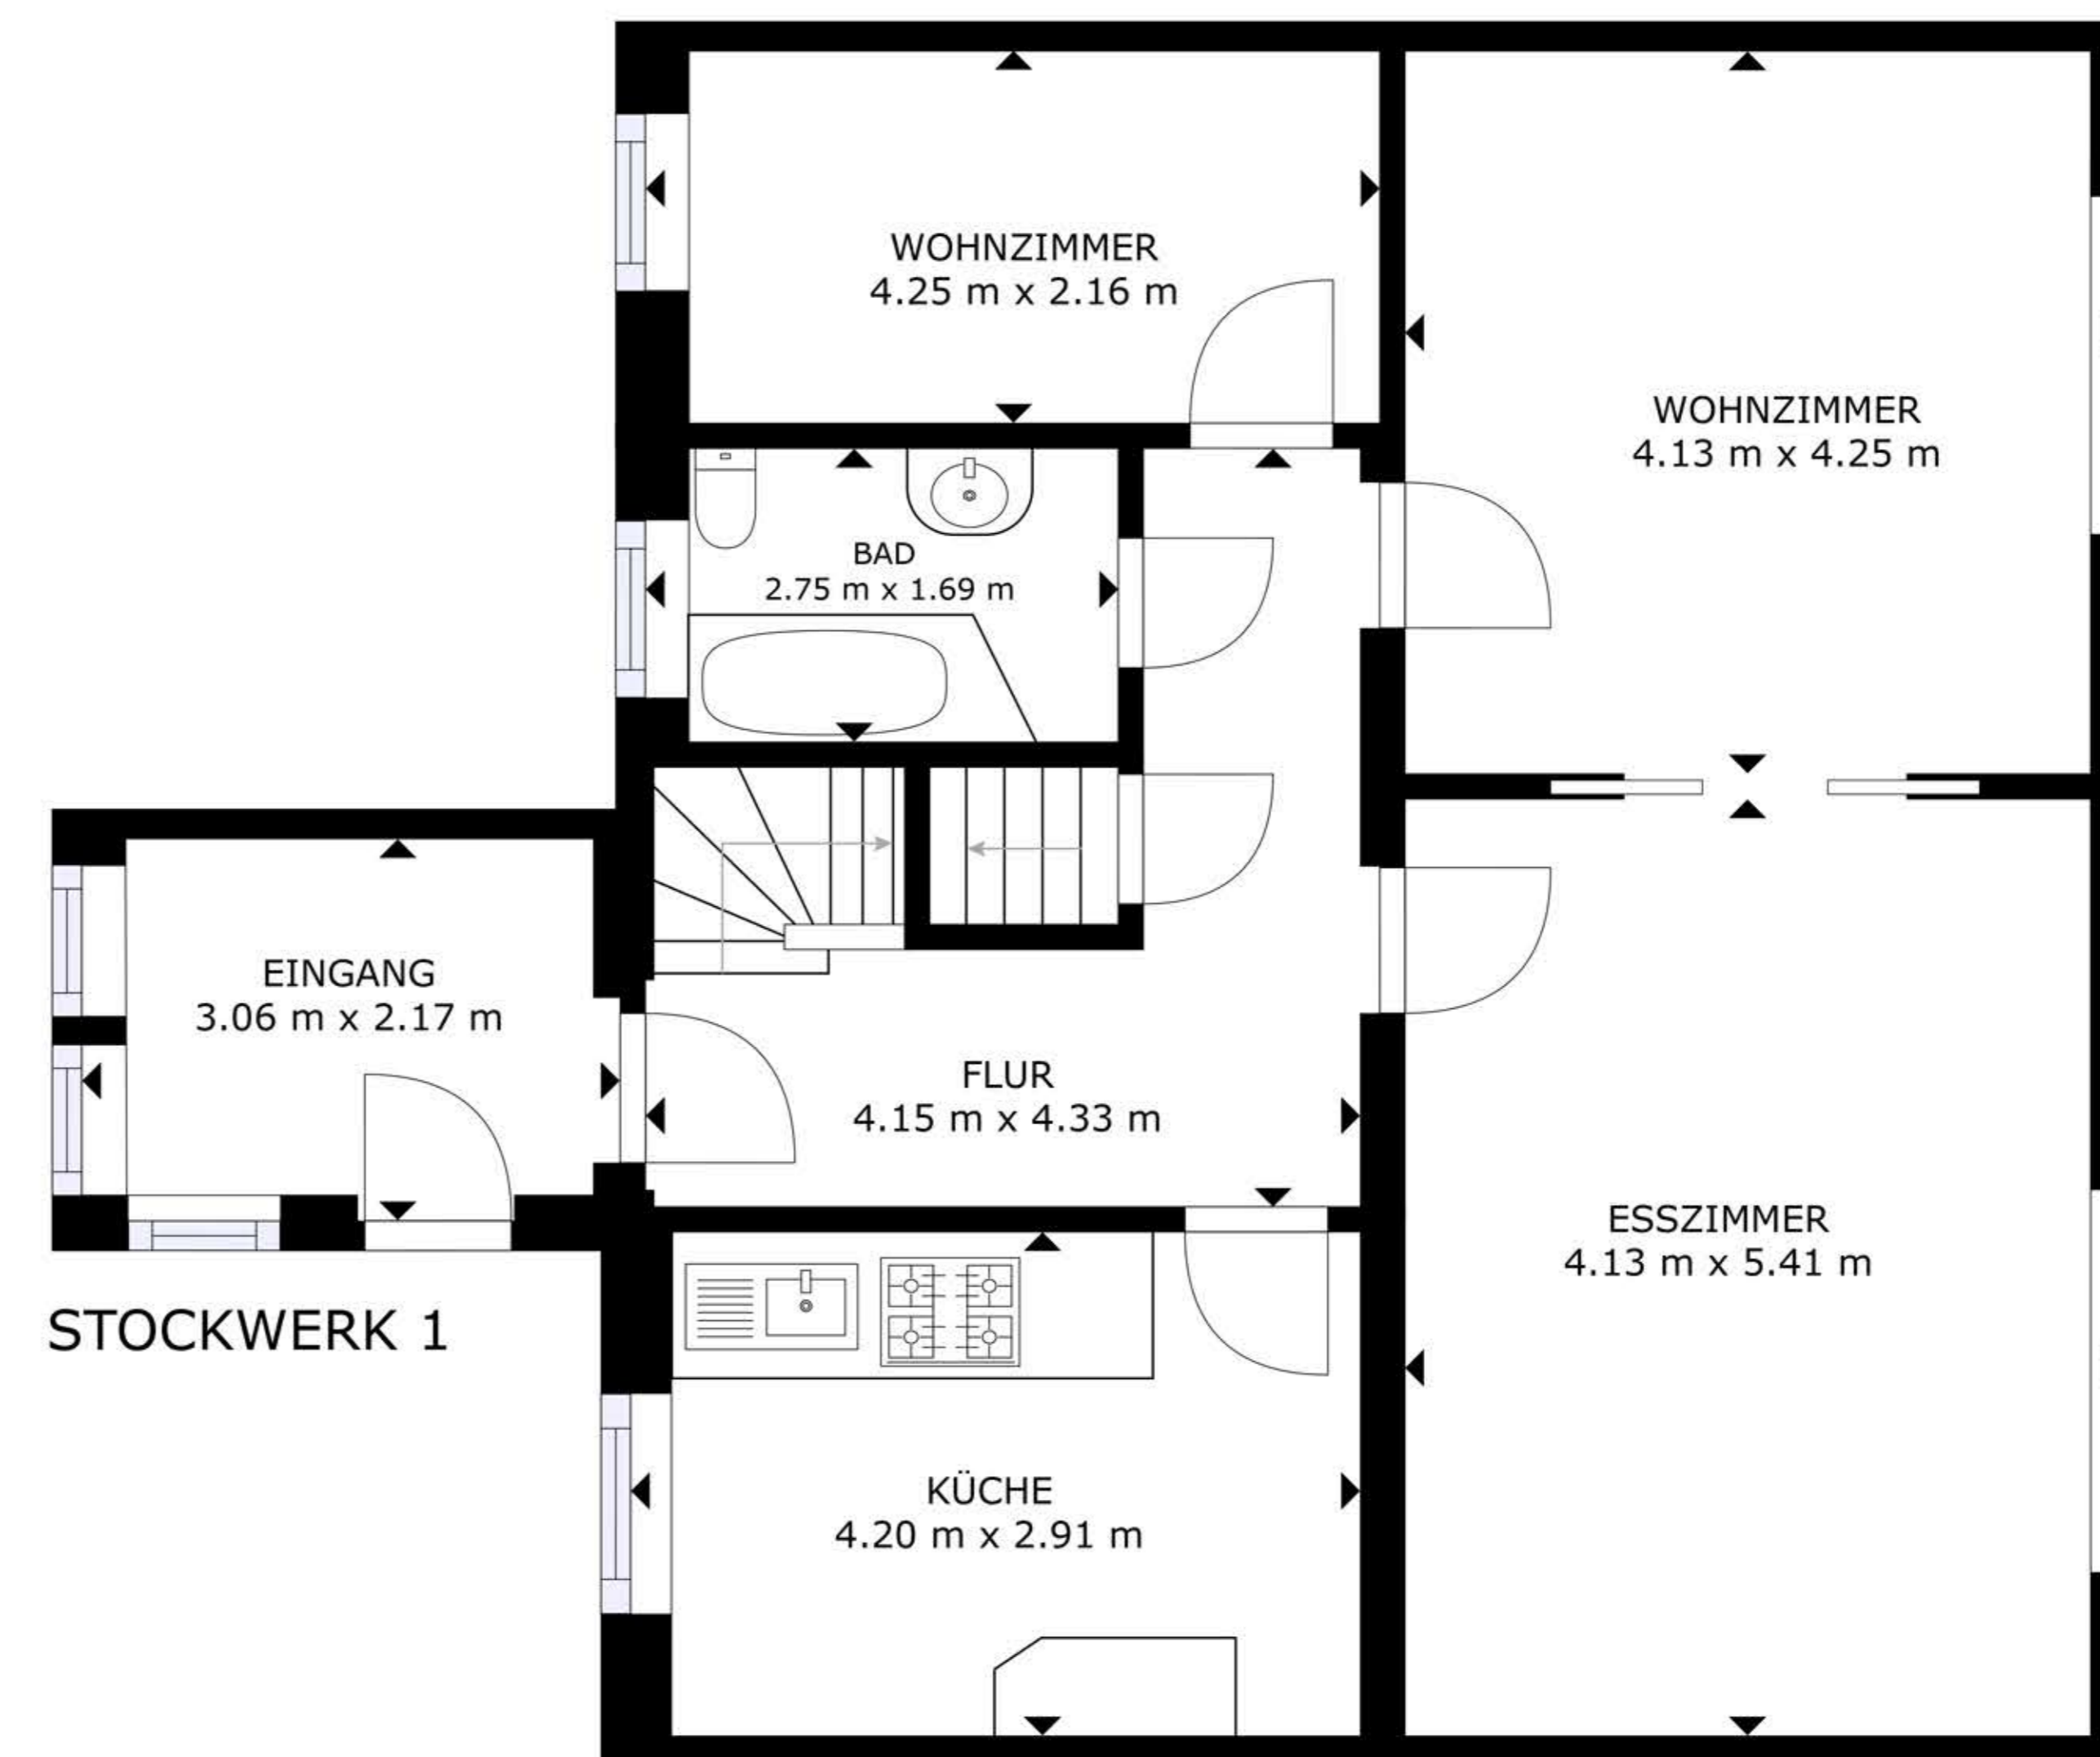 WOHNZIMMER
4.25 m x 2.16 m
WOHNZIMMER
4.13 m x 4.25 m
BAD
2.75 m x 1.69 m
EINGANG
3.06 m x 2.17 m
FLUR
4.15 m x 4.33 m
ESSZIMMER
4.13 m x 5.41 m
STOCKWERK 1
KÜCHE
4.20 m x 2.91 m